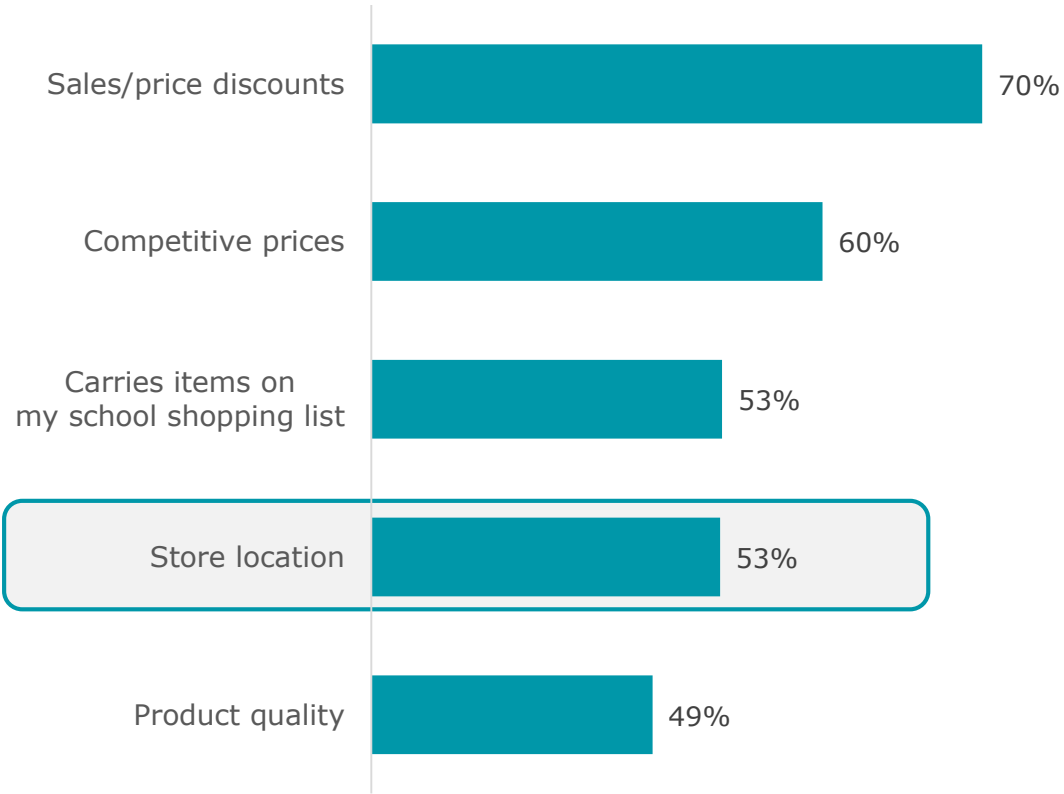 Sales/price discounts
70%
Competitive prices
60%
Carries items on
my school shopping list
53%
Store location
53%
Product quality
49%